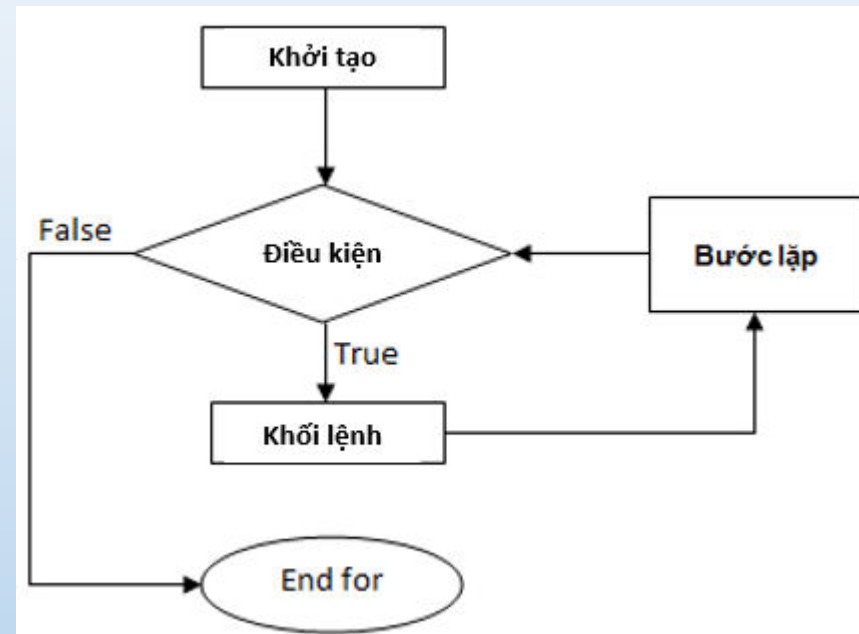 Khởi tạo
False
Điều kiện
Bước lặp
True
Khối lệnh
End for